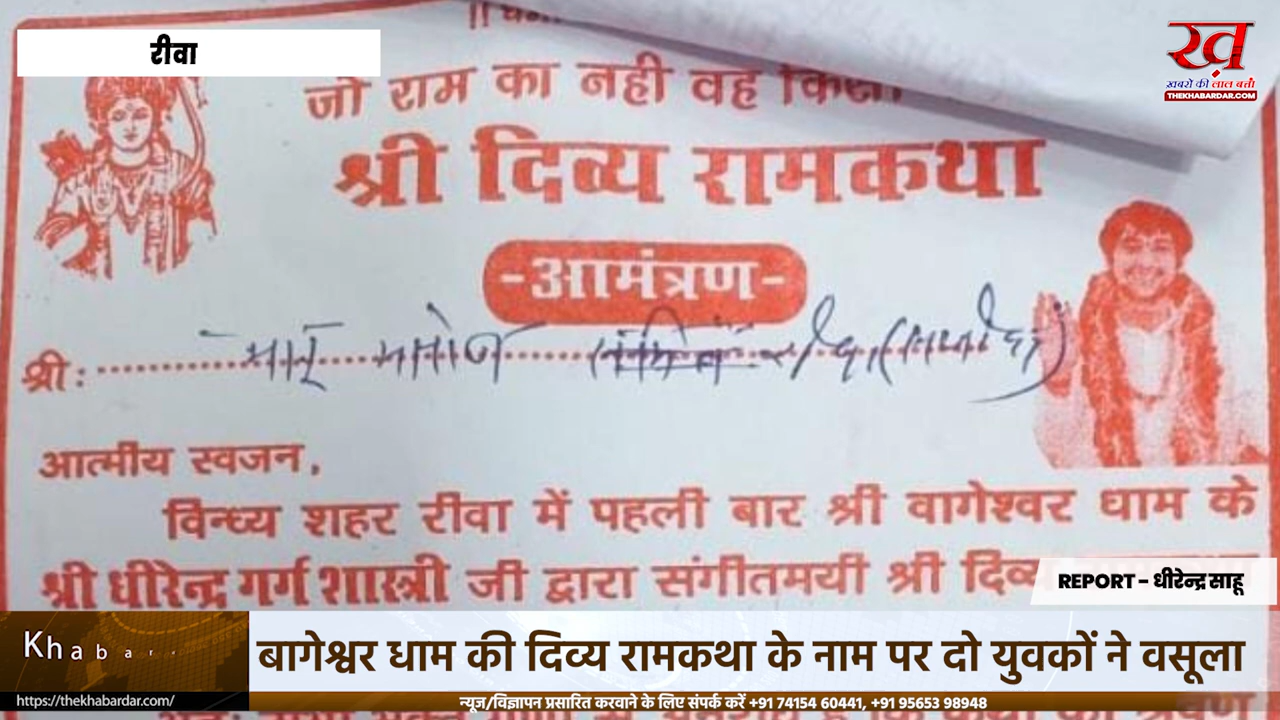 रीवा
ख़
ख़बरों की लाल बत्ती
THEKHABARDAR.COM
जो राम का नही वह
श्री दिव्य रामकथा
-आमंत्रण-
श्री:
आत्मीय स्वजन,
विन्ध्य शहर रीवा में पहली बार श्री वागेश्वर धाम के
श्री धीरेन्द्र गर्ग शास्त्री जी द्वारा संगीतमयी श्री
REPORT - धीरेन्द्र साहू
Khabar
बागेश्वर धाम की दिव्य रामकथा के नाम पर दो युवकों ने वसूला
https://thekhabardar.com/
न्यूज/विज्ञापन प्रसारित करवाने के लिए संपर्क करें +91 74154 60441, +91 95653 98948